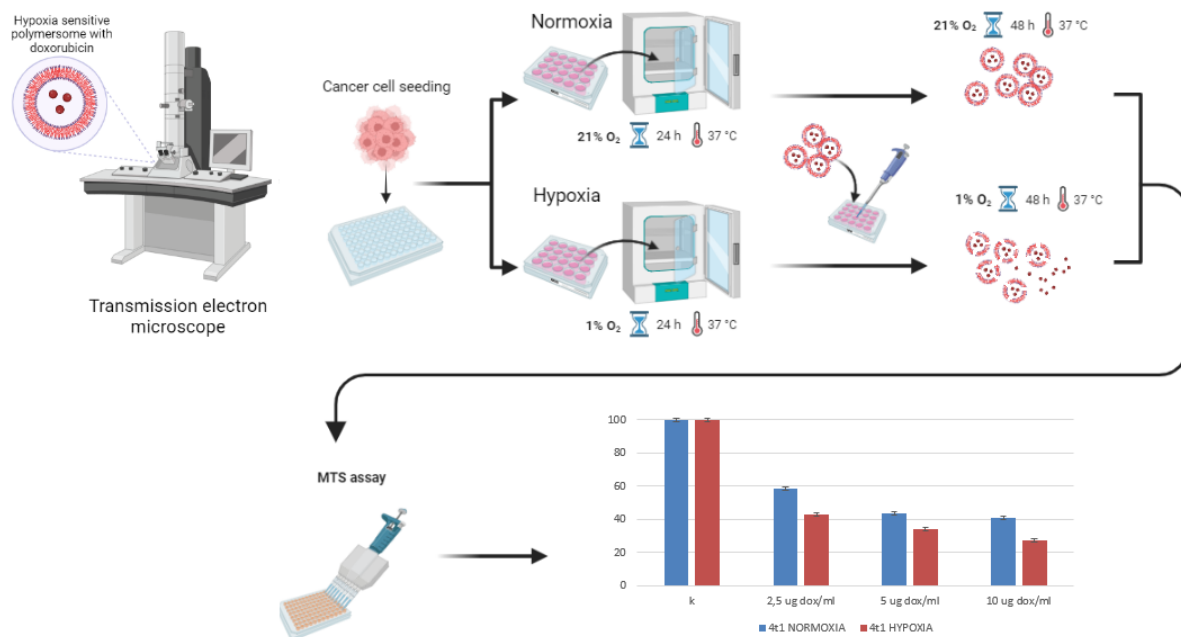 Hypoxia sensitive
polymersome with
doxorubicin
Transmission electron
microscope
Cancer cell seeding
Normoxia
21% O₂ 24 h 37 °C
Hypoxia
1% O₂ 24 h 37 °C
21% O₂ 48 h 37 °C
1% O₂ 48 h 37 °C
MTS assay
100
80
60
40
20
0
k 2,5 ug dox/ml 5 ug dox/ml 10 ug dox/ml
4t1 NORMOXIA 4t1 HYPOXIA